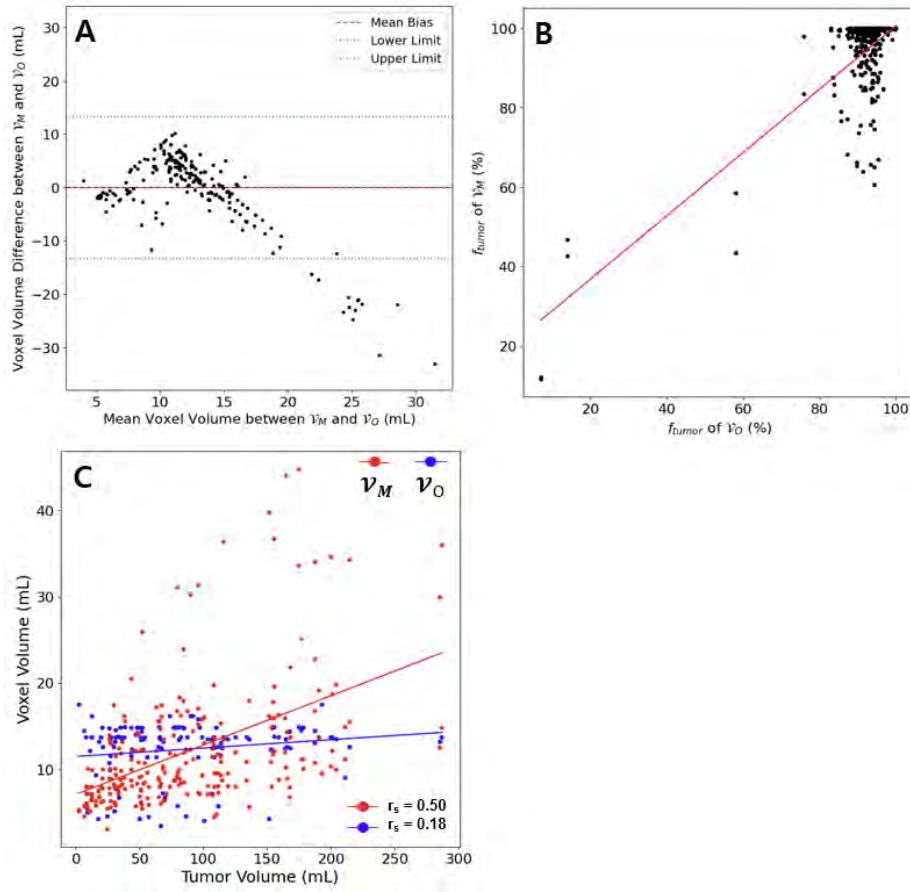 A
Mean Bias
Lower Limit
Upper Limit
Voxel Volume Difference between 𝒱M and 𝒱O (mL)
30
20
10
0
−10
−20
−30
5 10 15 20 25 30
Mean Voxel Volume between 𝒱M and 𝒱O (mL)
B
ftumor of 𝒱M (%)
100
80
60
40
20
20 40 60 80 100
ftumor of 𝒱O (%)
C
𝒱M 𝒱O
Voxel Volume (mL)
40
30
20
10
rs = 0.50
rs = 0.18
0 50 100 150 200 250 300
Tumor Volume (mL)